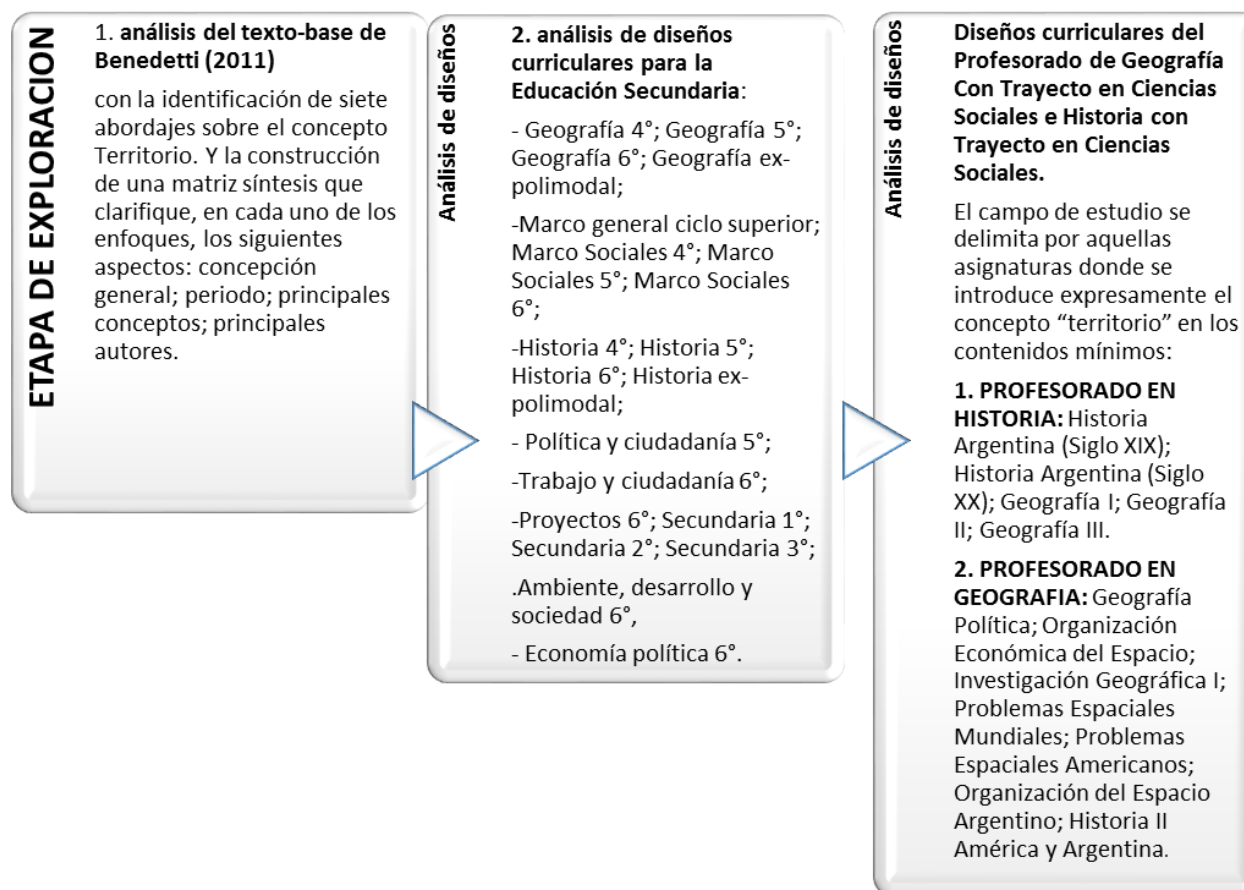 ETAPA DE EXPLORACION
1. análisis del texto-base de
Benedetti (2011)
con la identificación de siete
abordajes sobre el concepto
Territorio. Y la construcción
de una matriz síntesis que
clarifique, en cada uno de los
enfoques, los siguientes
aspectos: concepción
general; periodo; principales
conceptos; principales
autores.
Análisis de diseños
2. análisis de diseños
curriculares para la
Educación Secundaria:
- Geografía 4°; Geografía 5°;
Geografía 6°; Geografía ex-
polimodal;
-Marco general ciclo superior;
Marco Sociales 4°; Marco
Sociales 5°; Marco Sociales
6°;
-Historia 4°; Historia 5°;
Historia 6°; Historia ex-
polimodal;
- Política y ciudadanía 5°;
-Trabajo y ciudadanía 6°;
-Proyectos 6°; Secundaria 1°;
Secundaria 2°; Secundaria 3°;
.Ambiente, desarrollo y
sociedad 6°,
- Economía política 6°.
Análisis de diseños
Diseños curriculares del
Profesorado de Geografía
Con Trayecto en Ciencias
Sociales e Historia con
Trayecto en Ciencias
Sociales.
El campo de estudio se
delimita por aquellas
asignaturas donde se
introduce expresamente el
concepto “territorio” en los
contenidos mínimos:
1. PROFESORADO EN
HISTORIA: Historia
Argentina (Siglo XIX);
Historia Argentina (Siglo
XX); Geografía I; Geografía
II; Geografía III.
2. PROFESORADO EN
GEOGRAFIA: Geografía
Política; Organización
Económica del Espacio;
Investigación Geográfica I;
Problemas Espaciales
Mundiales; Problemas
Espaciales Americanos;
Organización del Espacio
Argentino; Historia II
América y Argentina.